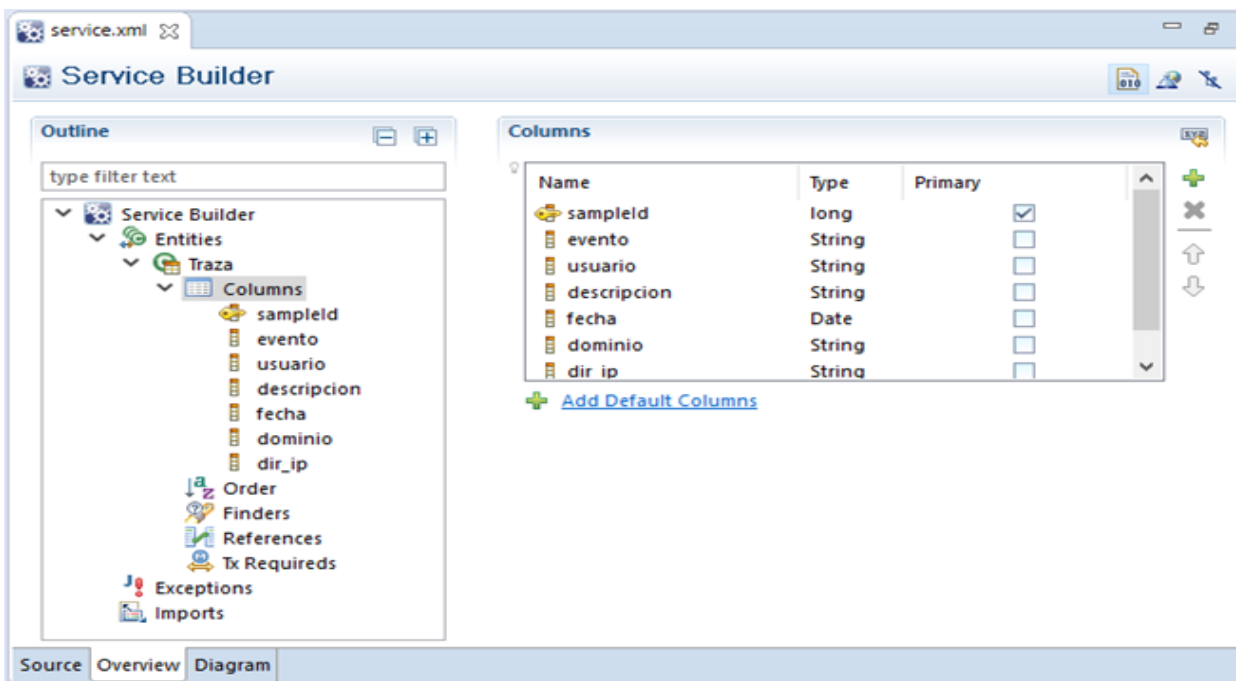 service.xml
Service Builder
Outline
type filter text
Service Builder
Entities
Traza
Columns
sampleId
evento
usuario
descripcion
fecha
dominio
dir_ip
Order
Finders
References
Tx Requireds
Exceptions
Imports
Columns
Name Type Primary
sampleId long
evento String
usuario String
descripcion String
fecha Date
dominio String
dir_ip String
Add Default Columns
Source Overview Diagram